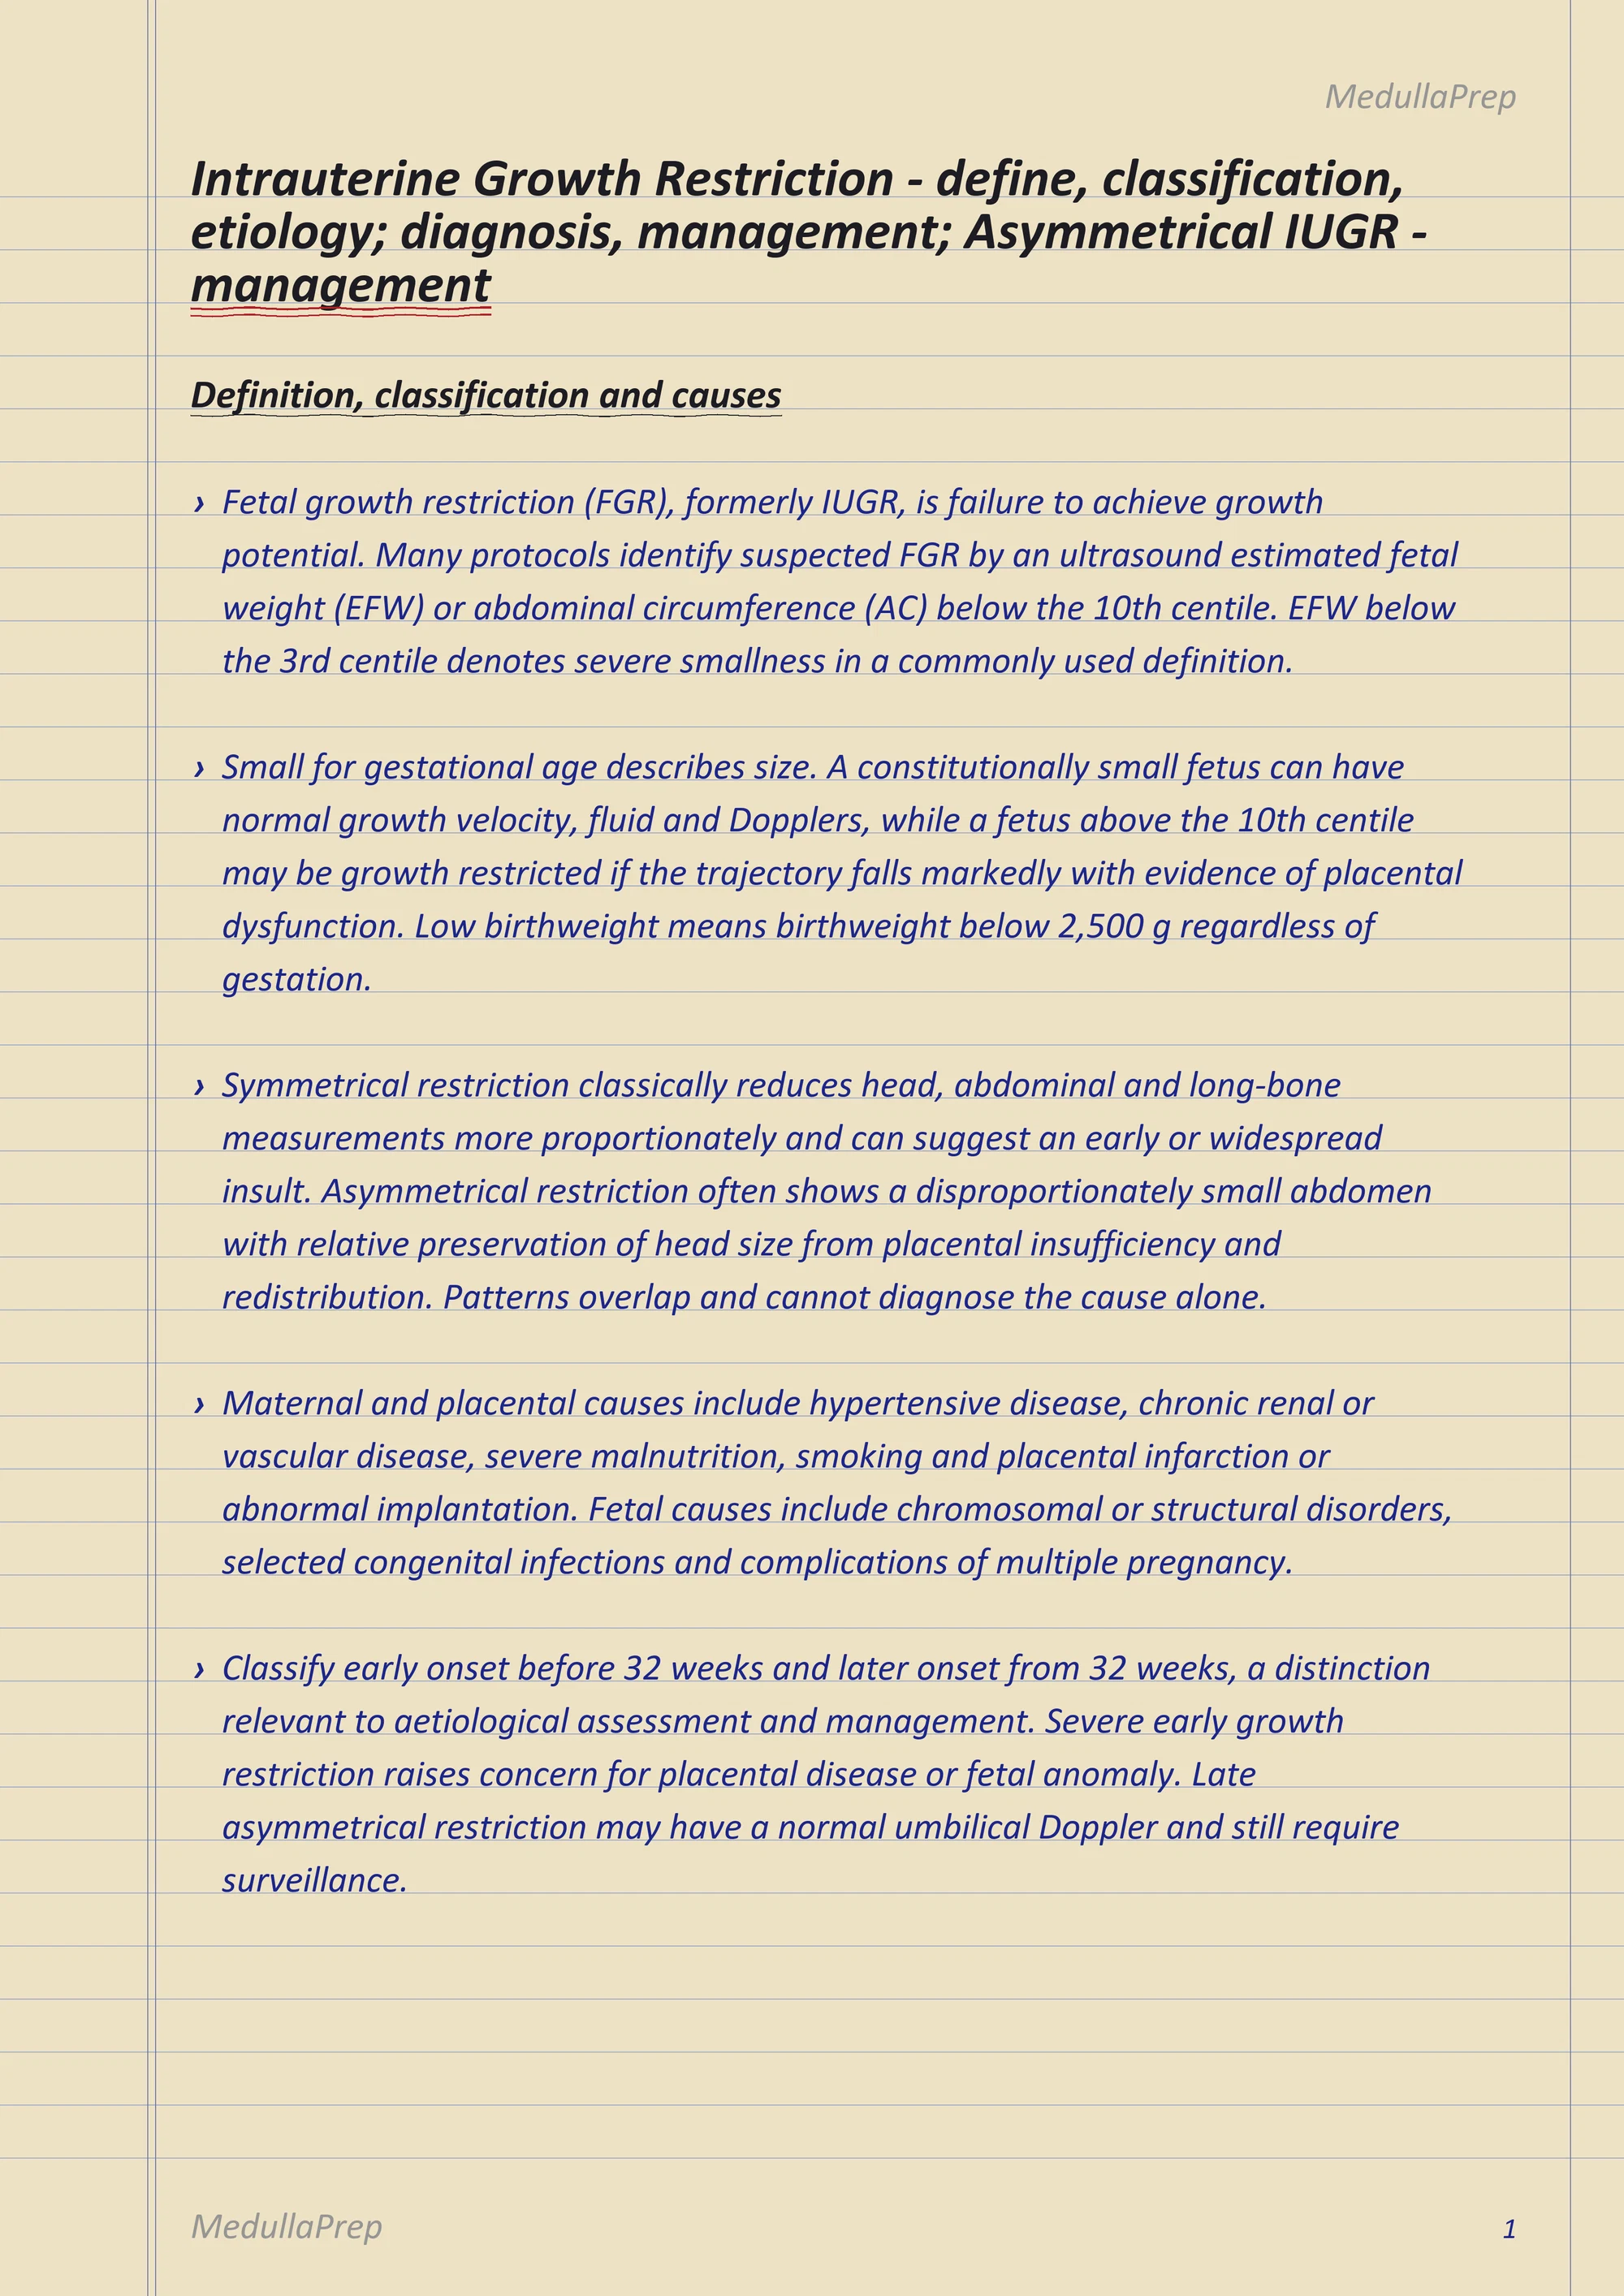 MedullaPrep
Intrauterine Growth Restriction - define, classification,
etiology; diagnosis, management; Asymmetrical IUGR -
management
Definition, classification and causes
› Fetal growth restriction (FGR), formerly IUGR, is failure to achieve growth
potential. Many protocols identify suspected FGR by an ultrasound estimated fetal
weight (EFW) or abdominal circumference (AC) below the 10th centile. EFW below
the 3rd centile denotes severe smallness in a commonly used definition.
› Small for gestational age describes size. A constitutionally small fetus can have
normal growth velocity, fluid and Dopplers, while a fetus above the 10th centile
may be growth restricted if the trajectory falls markedly with evidence of placental
dysfunction. Low birthweight means birthweight below 2,500 g regardless of
gestation.
› Symmetrical restriction classically reduces head, abdominal and long-bone
measurements more proportionately and can suggest an early or widespread
insult. Asymmetrical restriction often shows a disproportionately small abdomen
with relative preservation of head size from placental insufficiency and
redistribution. Patterns overlap and cannot diagnose the cause alone.
› Maternal and placental causes include hypertensive disease, chronic renal or
vascular disease, severe malnutrition, smoking and placental infarction or
abnormal implantation. Fetal causes include chromosomal or structural disorders,
selected congenital infections and complications of multiple pregnancy.
› Classify early onset before 32 weeks and later onset from 32 weeks, a distinction
relevant to aetiological assessment and management. Severe early growth
restriction raises concern for placental disease or fetal anomaly. Late
asymmetrical restriction may have a normal umbilical Doppler and still require
surveillance.
MedullaPrep
1